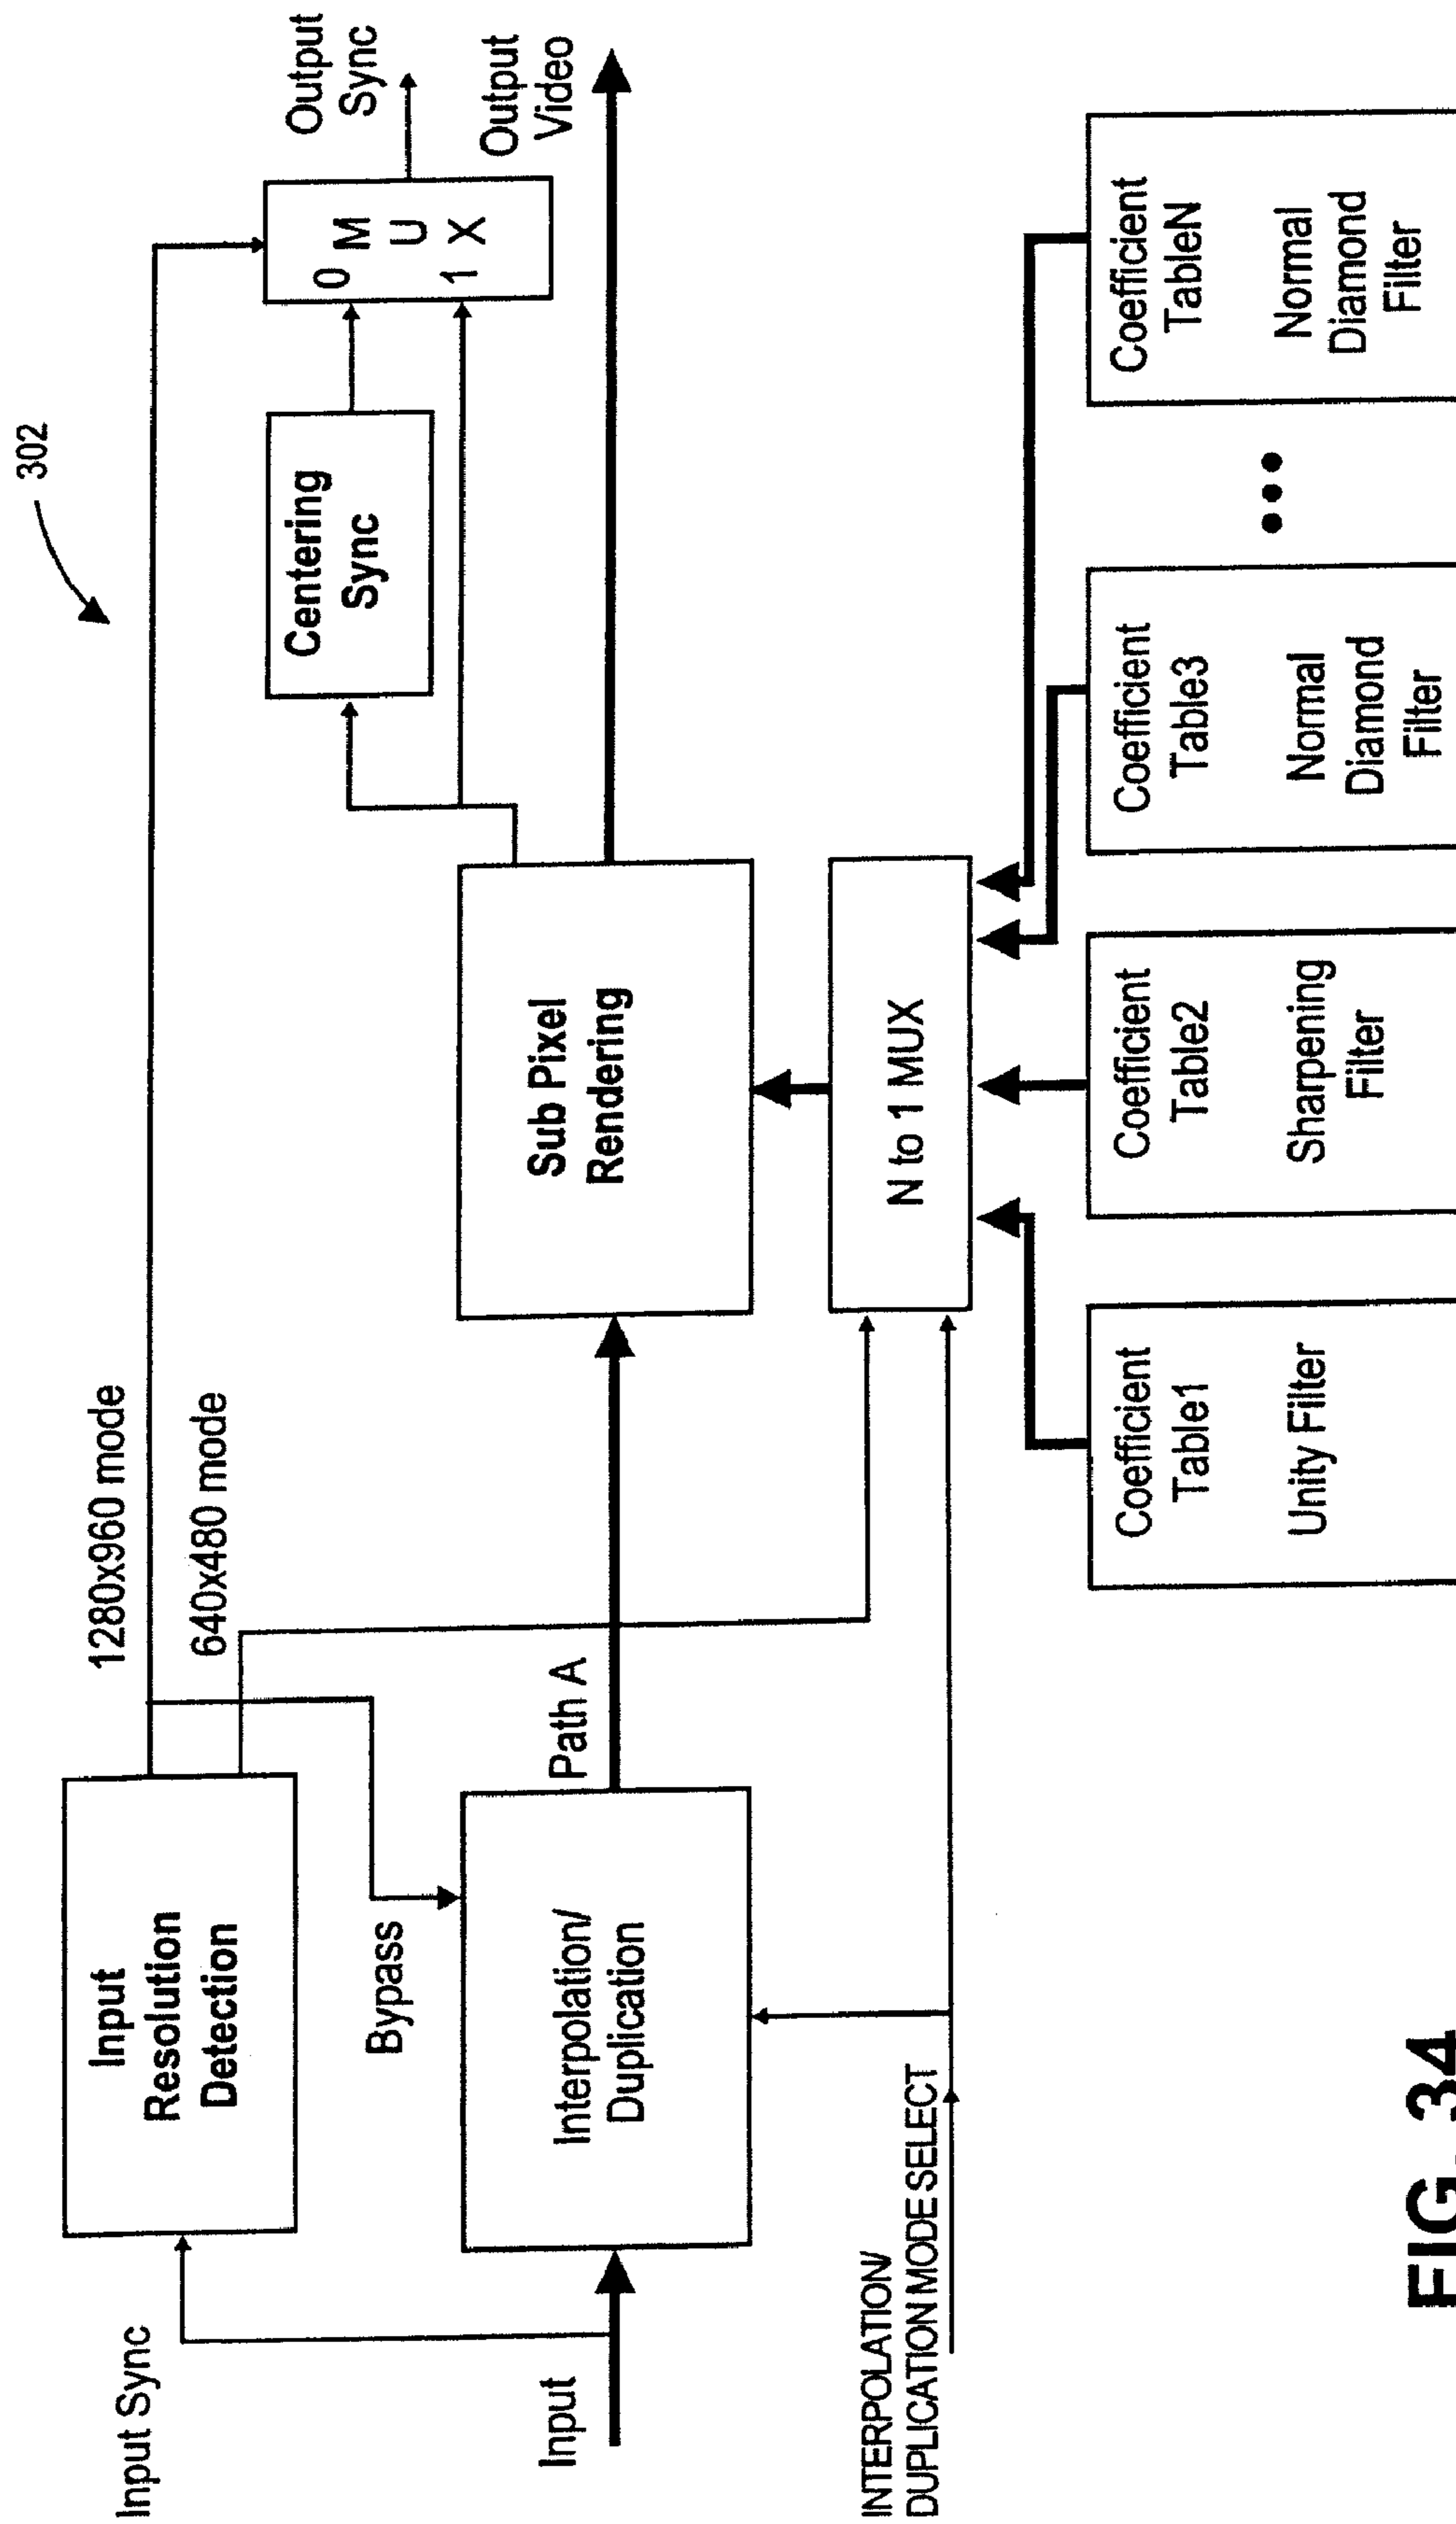 302
Input Sync
Input
Input
Resolution
Detection
1280x960 mode
640x480 mode
Bypass
Interpolation/
Duplication
Path A
INTERPOLATION/
DUPLICATION MODE SELECT
Sub Pixel
Rendering
Centering
Sync
0 M
U
1 X
Output
Sync
Output
Video
N to 1 MUX
Coefficient
Table1
Unity Filter
Coefficient
Table2
Sharpening
Filter
Coefficient
Table3
Normal
Diamond
Filter
Coefficient
TableN
Normal
Diamond
Filter
FIG. 34